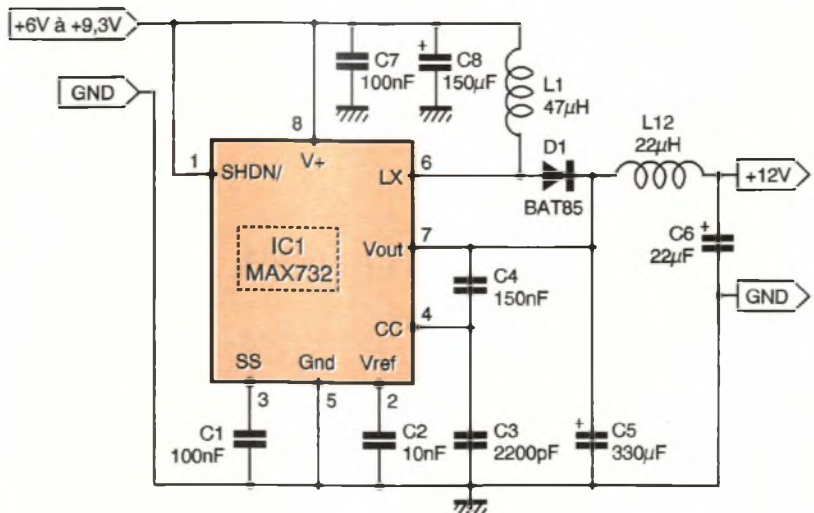 +6V à +9,3V
GND
C7
100nF
C8
150µF
+
L1
47µH
L12
22µH
D1
BAT85
+12V
8
V+
1
SHDN/
LX
6
Vout
7
IC1
MAX732
C4
150nF
C6
22µF
+
GND
CC
4
SS
Gnd
Vref
3
5
2
C1
100nF
C2
10nF
C3
2200pF
C5
330µF
+